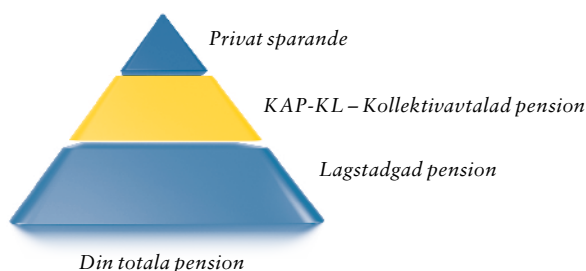 Privat sparande
KAP-KL – Kollektivavtalad pension
Lagstadgad pension
Din totala pension